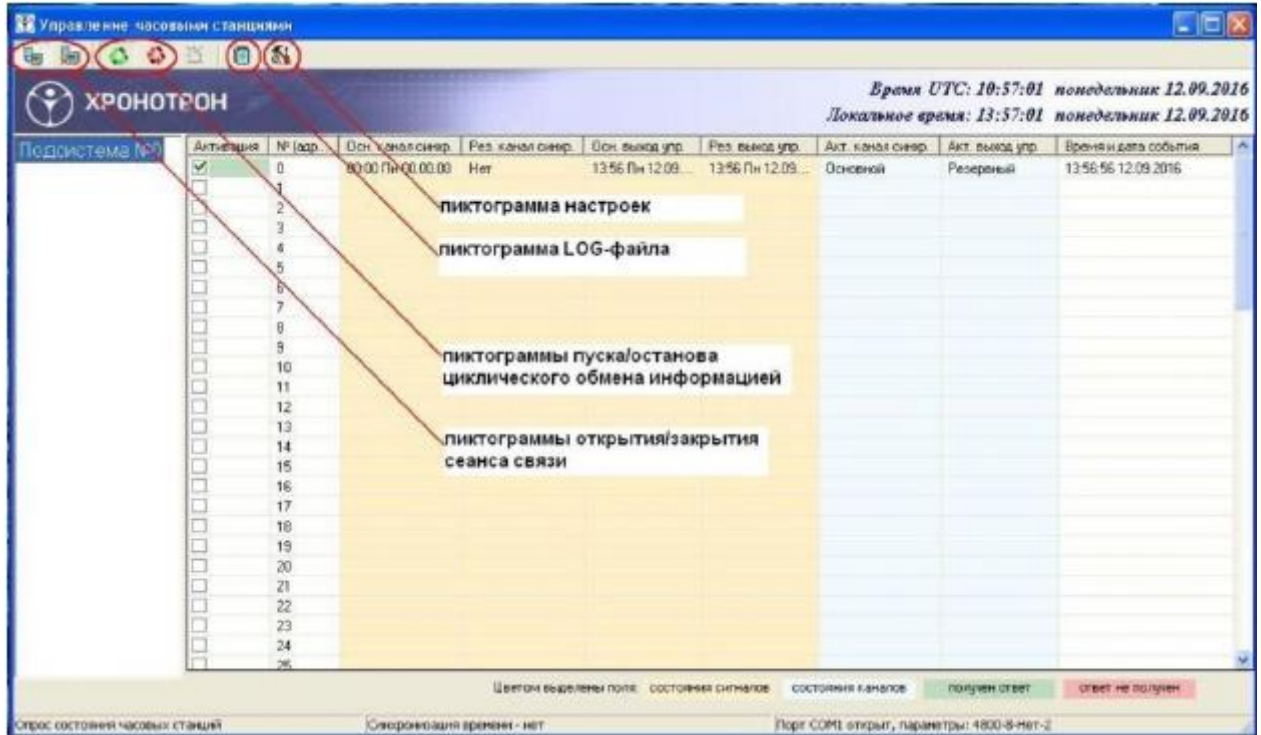 Управление часовыми станциями
ХРОНОТРОН
Время UTC: 10:57:01 понедельник 12.09.2016
Локальное время: 13:57:01 понедельник 12.09.2016
Подсистема №0
Активация № (адр... Осн. канал синхр. Рез. канал синхр. Осн. выход упр. Рез. выход упр. Акт. канал синхр. Акт. выход упр. Время и дата события
0 00:00 Пн 00.00.00 Нет 13:56 Пн 12.09.... 13:56 Пн 12.09.... Основной Резервный 13:56:56 12.09.2016
1
2
пиктограмма настроек
3
4
пиктограмма LOG-файла
5
6
7
8
9
пиктограммы пуска/останова
10
циклического обмена информацией
11
12
13
14
пиктограммы открытия/закрытия
15
сеанса связи
16
17
18
19
20
21
22
23
24
25
Цветом выделены поля: состояния сигналов состояния каналов получен ответ ответ не получен
Опрос состояния часовых станций Синхронизация времени - нет Порт COM1 открыт, параметры: 4800-8-Нет-2